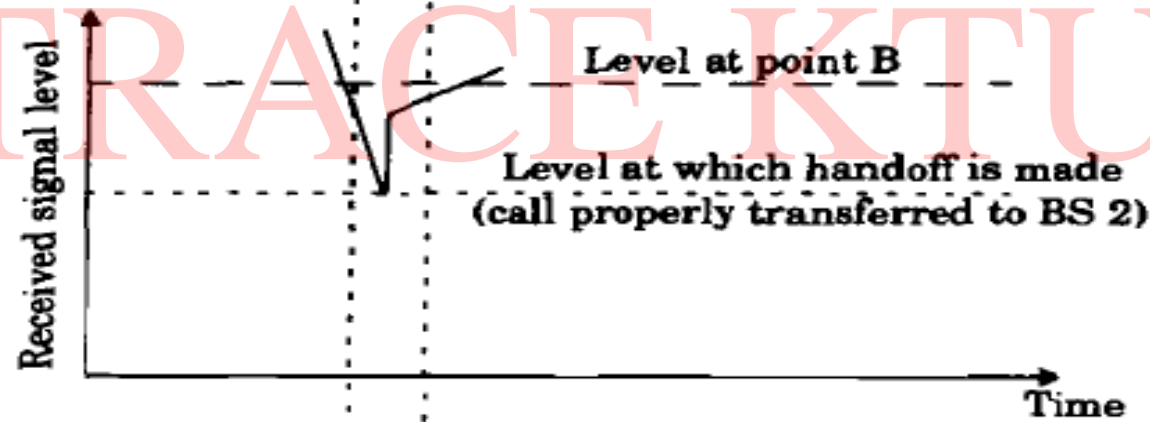 TRACE KTU
Level at point B
Received signal level
Level at which handoff is made
(call properly transferred to BS 2)
Time